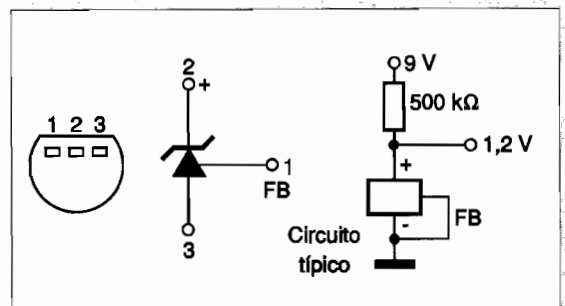 1 2 3
2
+
1
FB
3
9 V
500 kΩ
1,2 V
+
-
FB
Circuito
típico